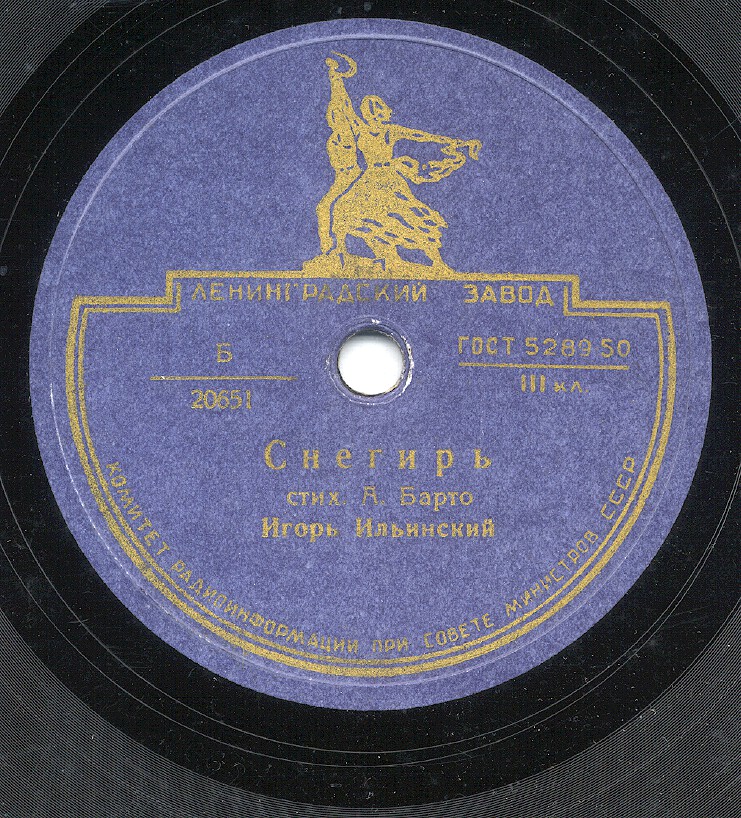 ЛЕНИНГРАДСКИЙ ЗАВОД
Б
20651
ГОСТ 5289 50
III кл.
Снегирь
стих. А. Барто
Игорь Ильинский
КОМИТЕТ РАДИОИНФОРМАЦИИ ПРИ СОВЕТЕ МИНИСТРОВ СССР